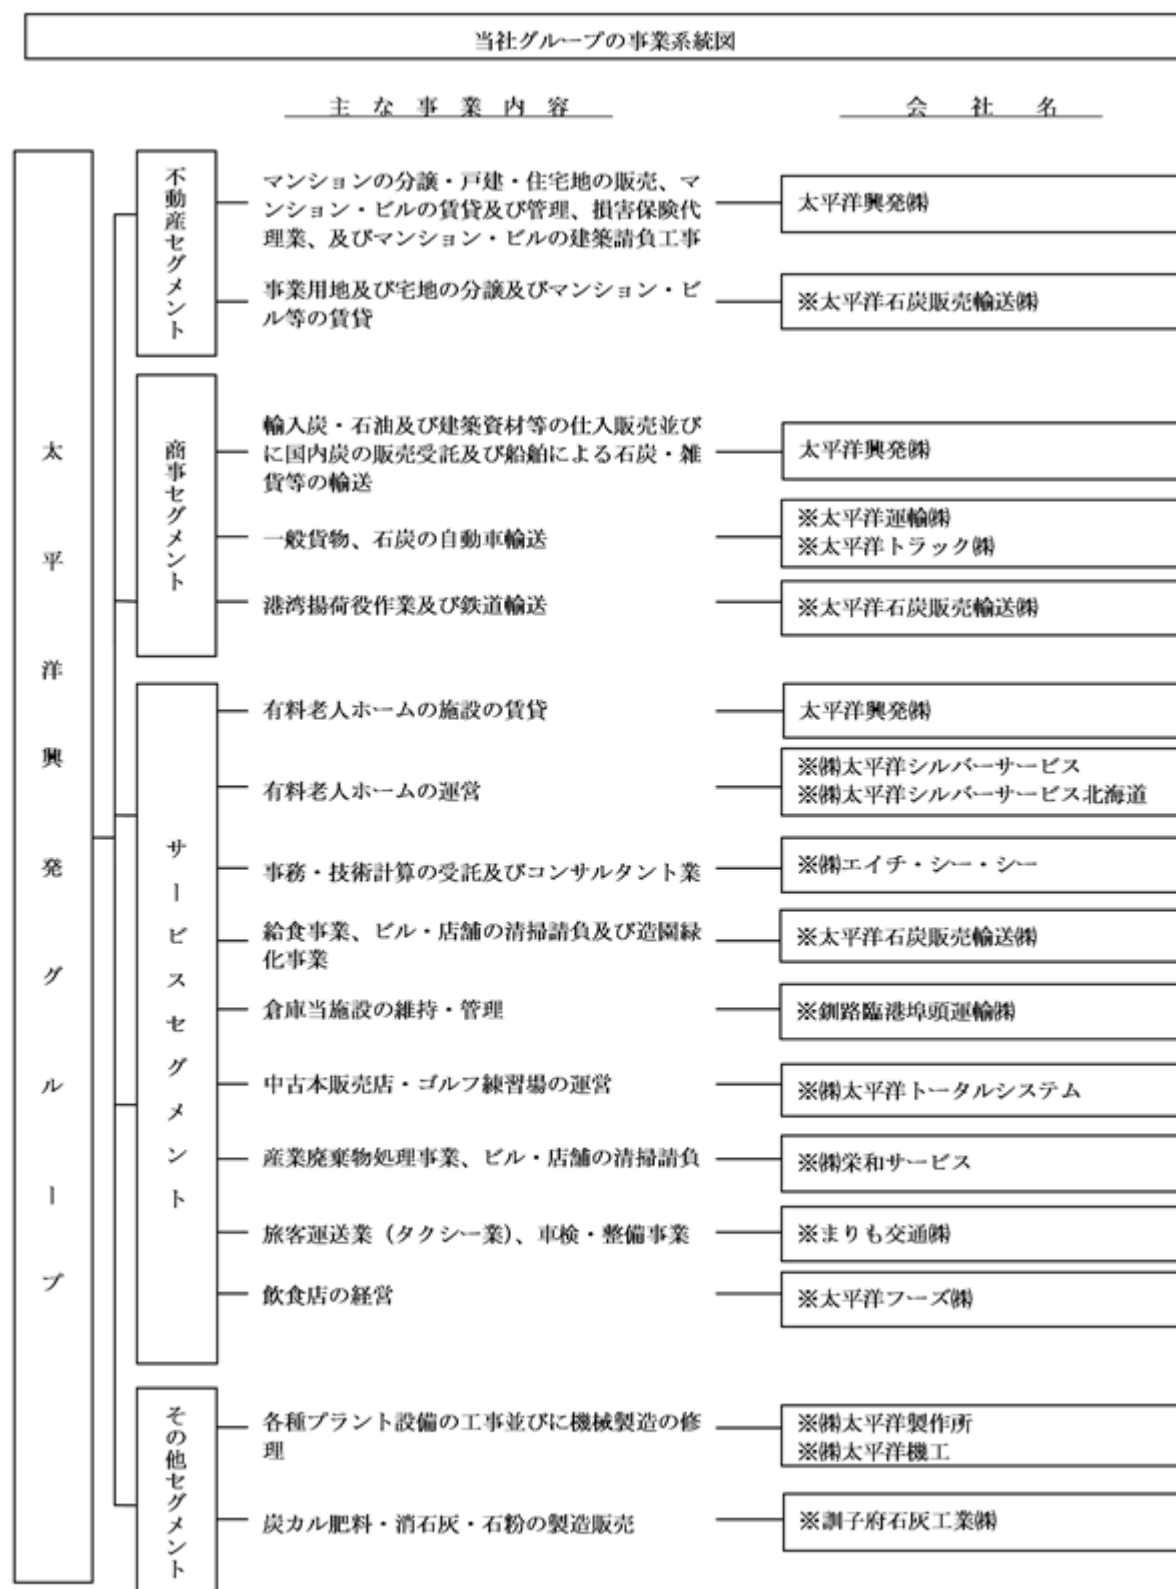 当社グループの事業系統図
主な事業内容
会社名
太平洋興発グループ
不動産セグメント
マンションの分譲・戸建・住宅地の販売、マ
ンション・ビルの賃貸及び管理、損害保険代
理業、及びマンション・ビルの建築請負工事
太平洋興発㈱
事業用地及び宅地の分譲及びマンション・ビ
ル等の賃貸
※太平洋石炭販売輸送㈱
商事セグメント
輸入炭・石油及び建築資材等の仕入販売並び
に国内炭の販売受託及び船舶による石炭・雑
貨等の輸送
太平洋興発㈱
一般貨物、石炭の自動車輸送
※太平洋運輸㈱
※太平洋トラック㈱
港湾揚荷役作業及び鉄道輸送
※太平洋石炭販売輸送㈱
サービスセグメント
有料老人ホームの施設の賃貸
太平洋興発㈱
有料老人ホームの運営
※㈱太平洋シルバーサービス
※㈱太平洋シルバーサービス北海道
事務・技術計算の受託及びコンサルタント業
※㈱エイチ・シー・シー
給食事業、ビル・店舗の清掃請負及び造園緑
化事業
※太平洋石炭販売輸送㈱
倉庫当施設の維持・管理
※釧路臨港埠頭運輸㈱
中古本販売店・ゴルフ練習場の運営
※㈱太平洋トータルシステム
産業廃棄物処理事業、ビル・店舗の清掃請負
※㈱栄和サービス
旅客運送業（タクシー業）、車検・整備事業
※まりも交通㈱
飲食店の経営
※太平洋フーズ㈱
その他セグメント
各種プラント設備の工事並びに機械製造の修
理
※㈱太平洋製作所
※㈱太平洋機工
炭カル肥料・消石灰・石粉の製造販売
※訓子府石灰工業㈱